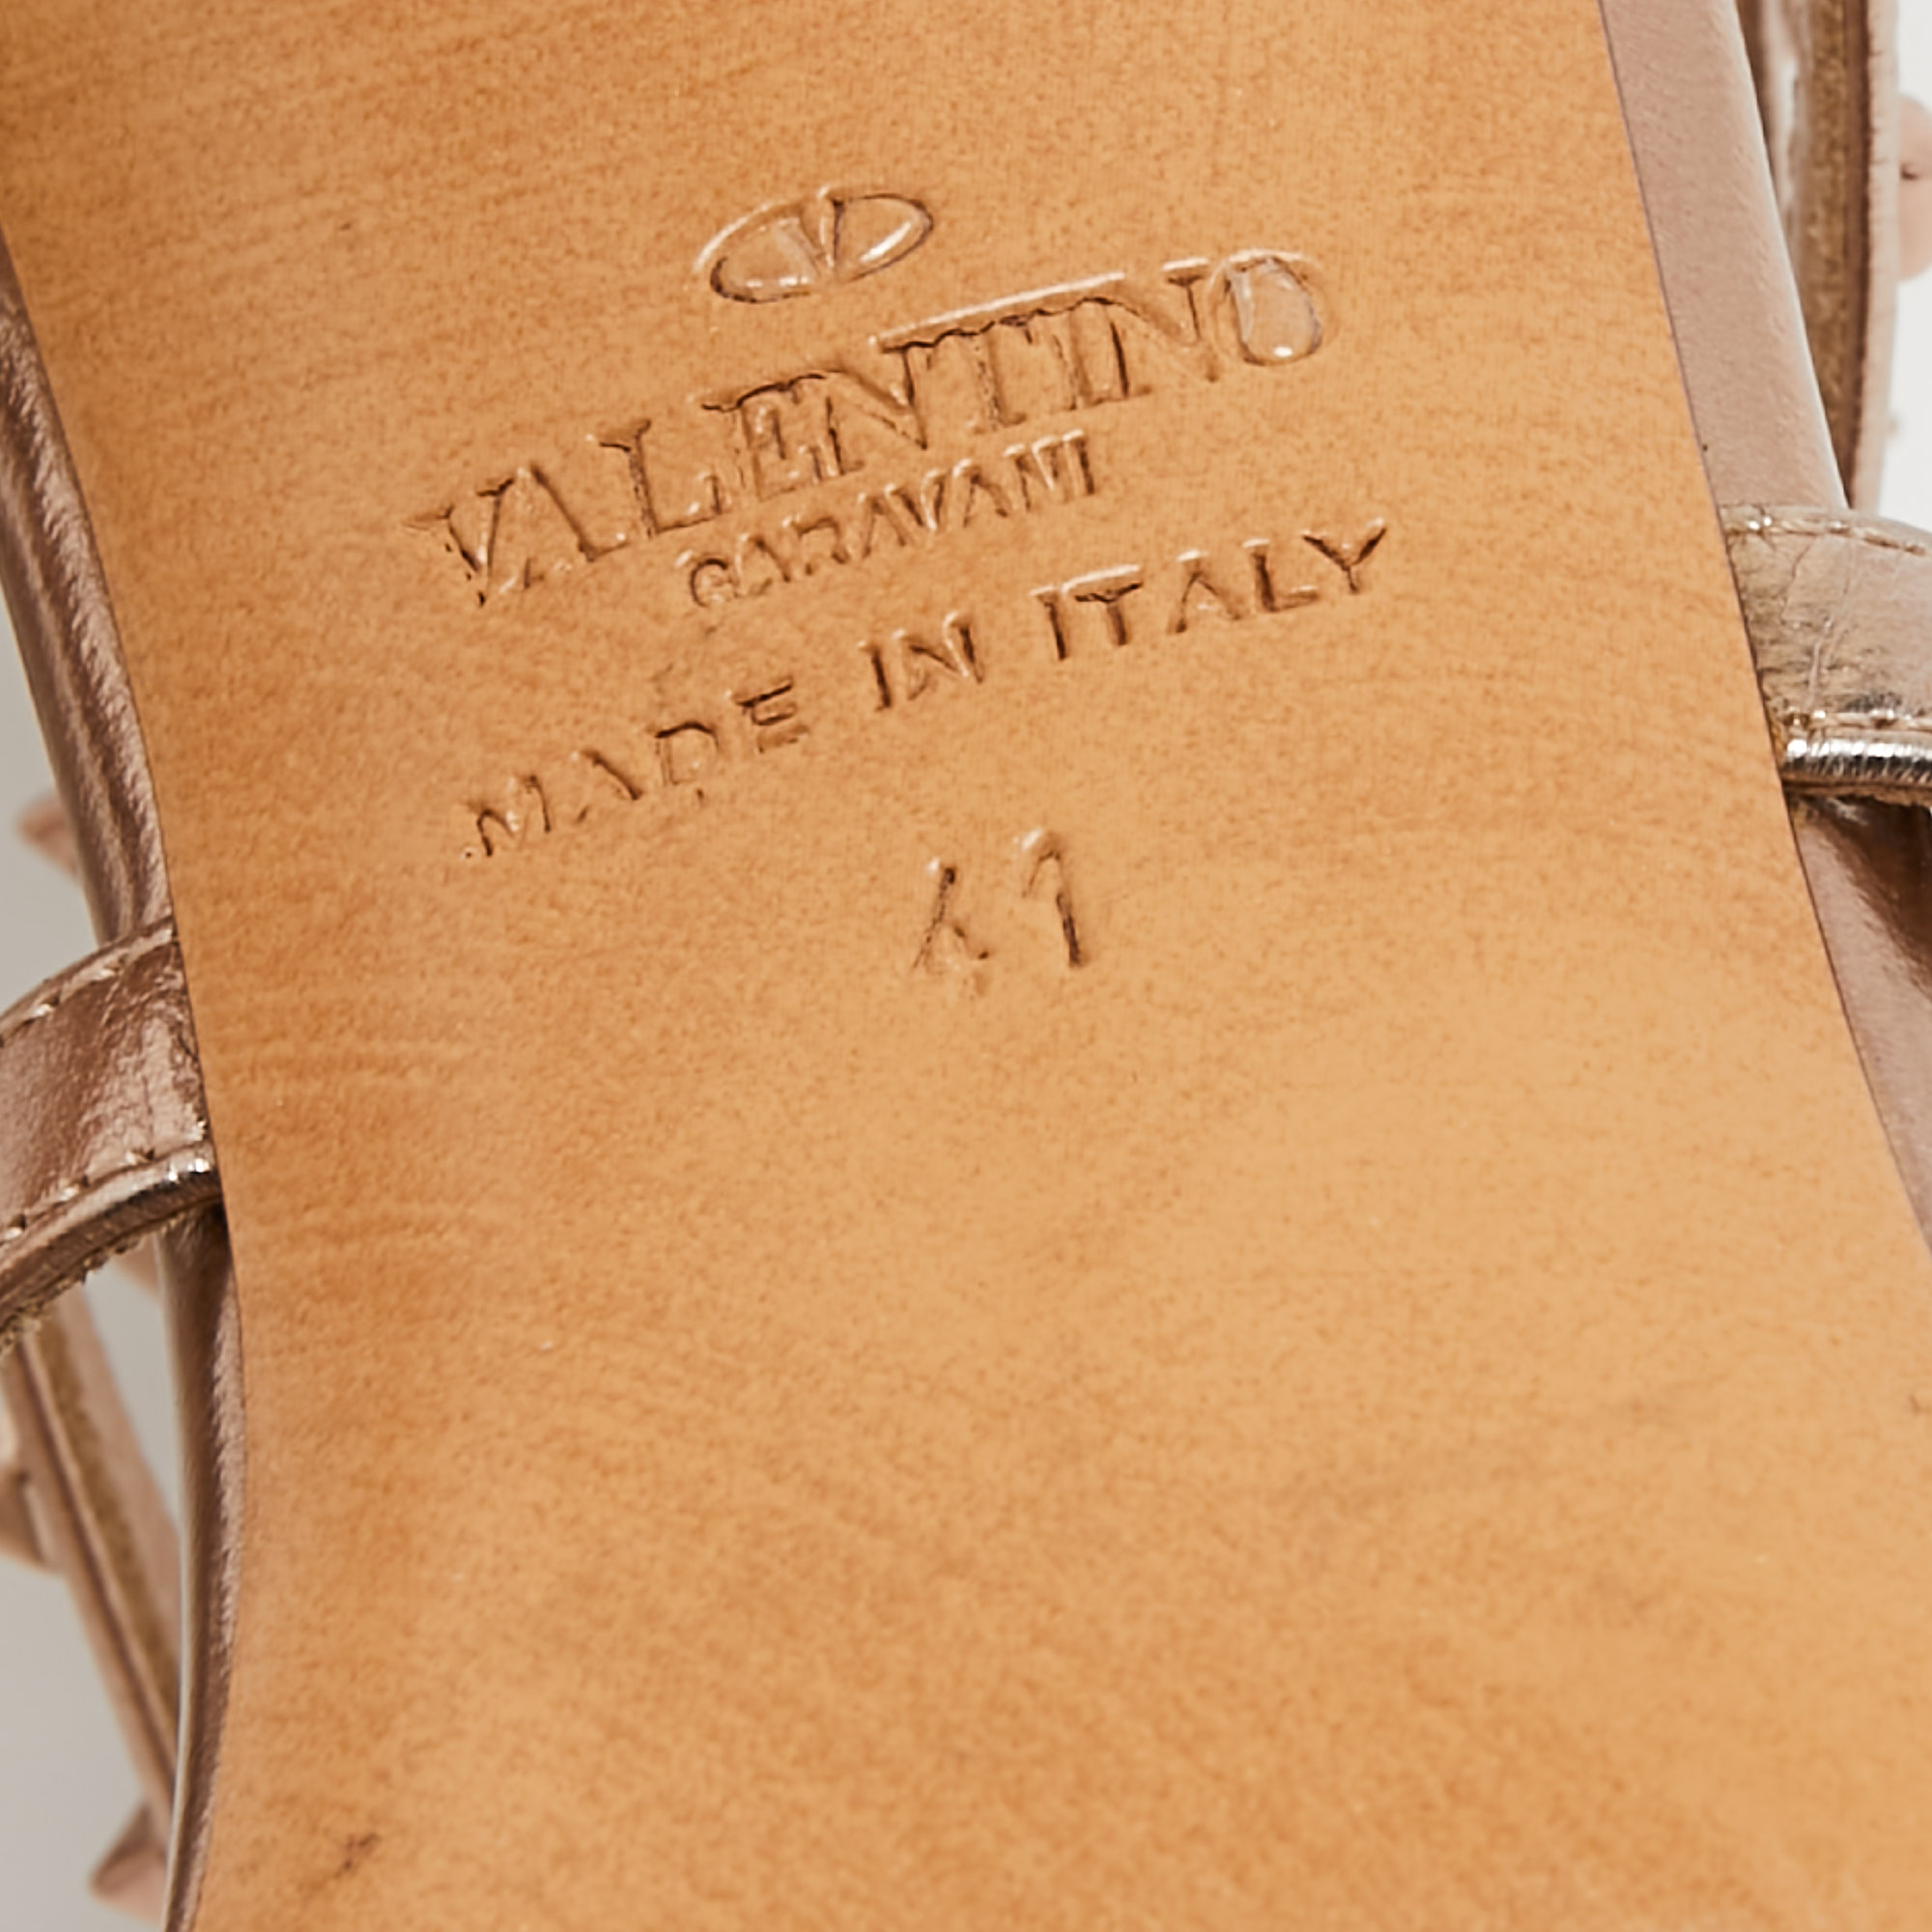 VALENTINO
GARAVANI
MADE IN ITALY
41